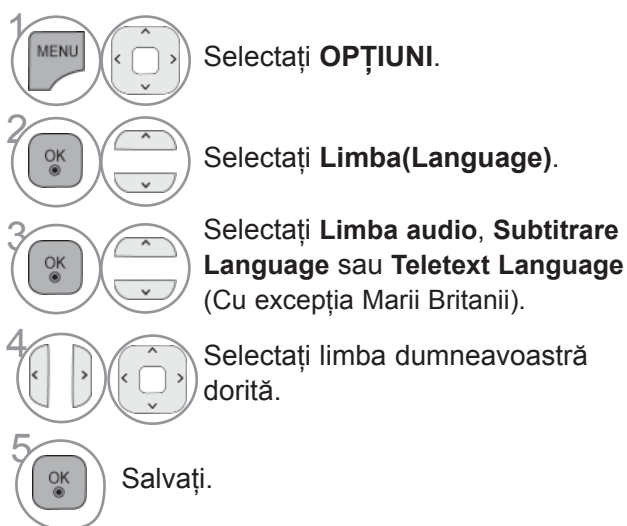 1
MENU
Selectați OPȚIUNI.
2
OK
Selectați Limba(Language).
3
OK
Selectați Limba audio, Subtitrare
Language sau Teletext Language
(Cu excepția Marii Britanii).
4
Selectați limba dumneavoastră
dorită.
5
OK
Salvați.